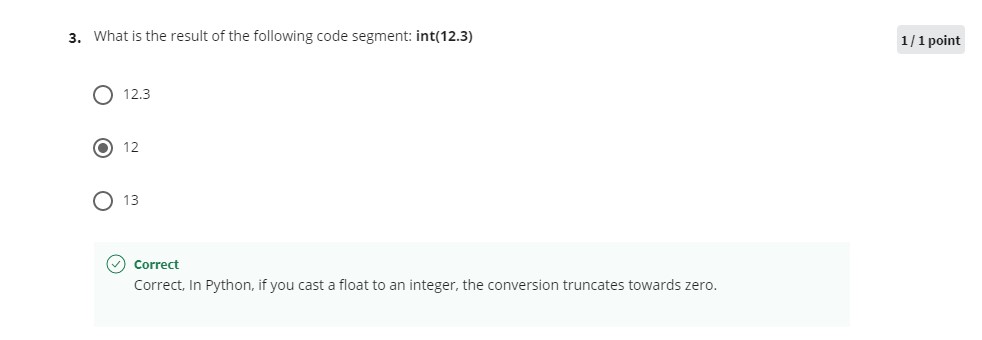 3. What is the result of the following code segment: int(12.3)
1 / 1 point
12.3
12
13
Correct
Correct, In Python, if you cast a float to an integer, the conversion truncates towards zero.